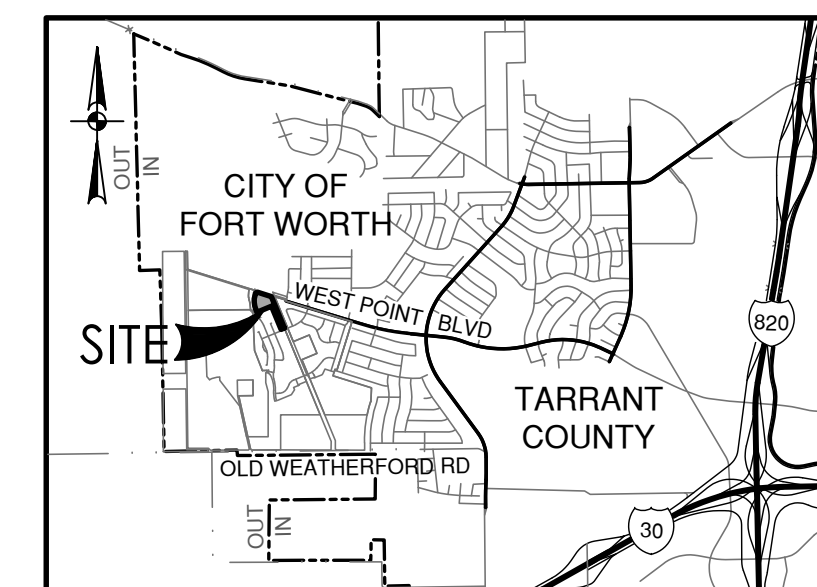 OUT
IN
CITY OF
FORT WORTH
WEST POINT BLVD
SITE
820
TARRANT
COUNTY
OLD WEATHERFORD RD
OUT
IN
30